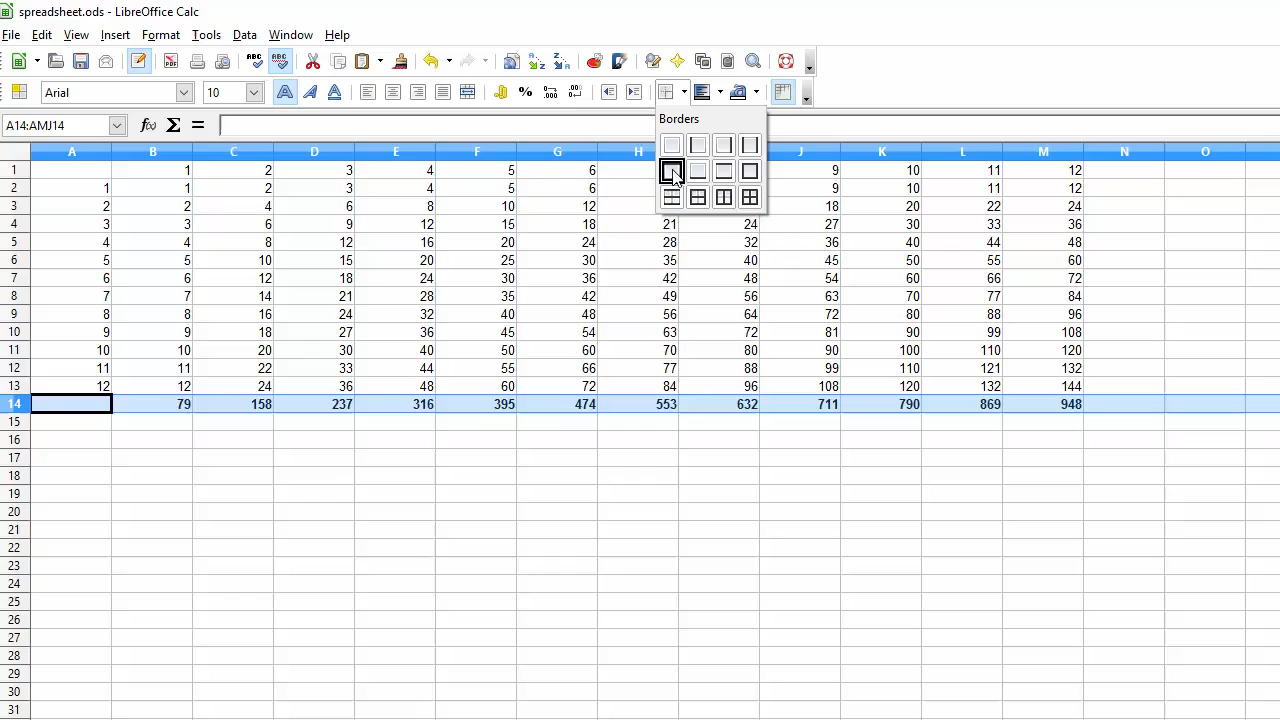 spreadsheet.ods - LibreOffice Calc
File Edit View Insert Format Tools Data Window Help
Arial 10
A14:AMJ14
Borders
A B C D E F G H J K L M N O
1 1 2 3 4 5 6 9 10 11 12
2 1 1 2 3 4 5 6 9 10 11 12
3 2 2 4 6 8 10 12 18 20 22 24
4 3 3 6 9 12 15 18 21 24 27 30 33 36
5 4 4 8 12 16 20 24 28 32 36 40 44 48
6 5 5 10 15 20 25 30 35 40 45 50 55 60
7 6 6 12 18 24 30 36 42 48 54 60 66 72
8 7 7 14 21 28 35 42 49 56 63 70 77 84
9 8 8 16 24 32 40 48 56 64 72 80 88 96
10 9 9 18 27 36 45 54 63 72 81 90 99 108
11 10 10 20 30 40 50 60 70 80 90 100 110 120
12 11 11 22 33 44 55 66 77 88 99 110 121 132
13 12 12 24 36 48 60 72 84 96 108 120 132 144
14 79 158 237 316 395 474 553 632 711 790 869 948
15
16
17
18
19
20
21
22
23
24
25
26
27
28
29
30
31